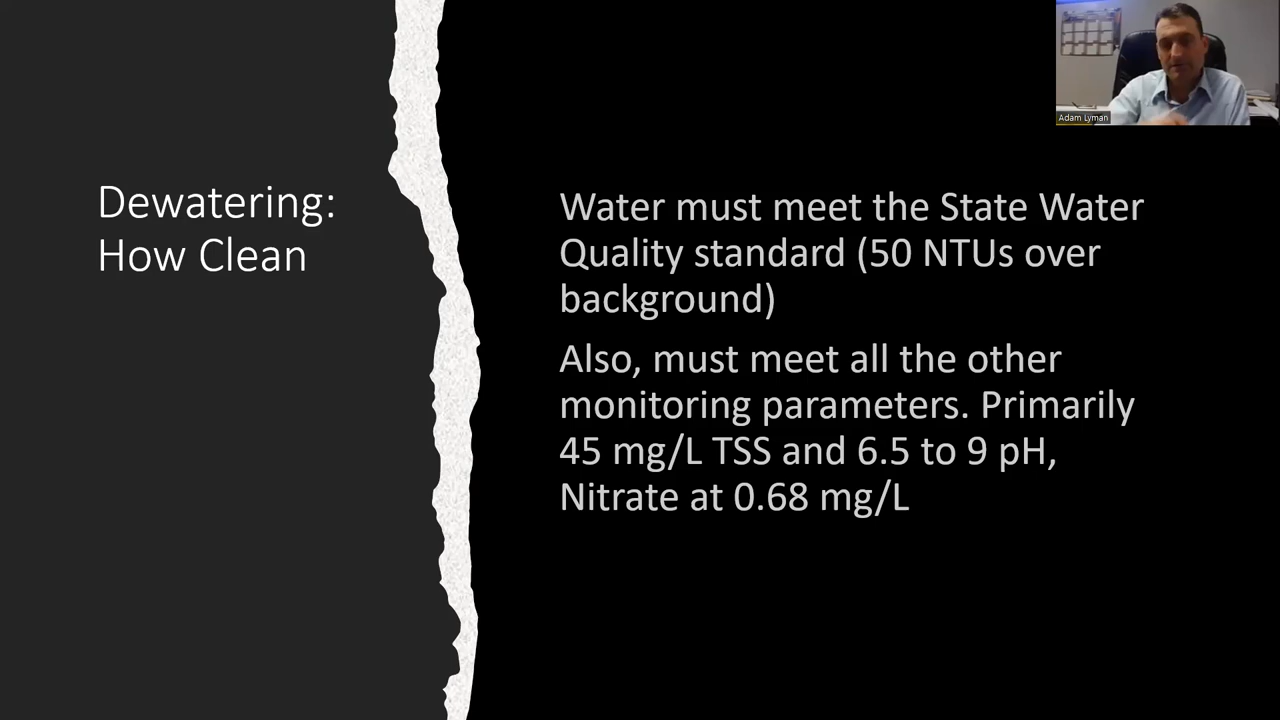 Dewatering:
How Clean
Water must meet the State Water
Quality standard (50 NTUs over
background)
Also, must meet all the other
monitoring parameters. Primarily
45 mg/L TSS and 6.5 to 9 pH,
Nitrate at 0.68 mg/L
Adam Lyman